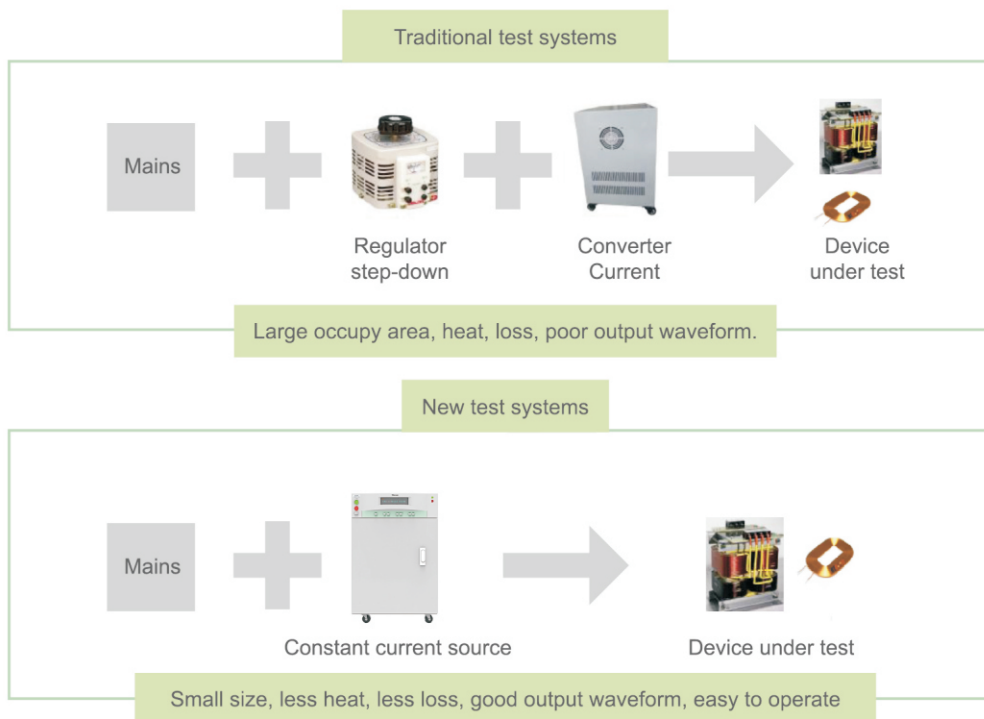 Traditional test systems
Mains
Regulator
step-down
Converter
Current
Device
under test
Large occupy area, heat, loss, poor output waveform.
New test systems
Mains
Constant current source
Device under test
Small size, less heat, less loss, good output waveform, easy to operate